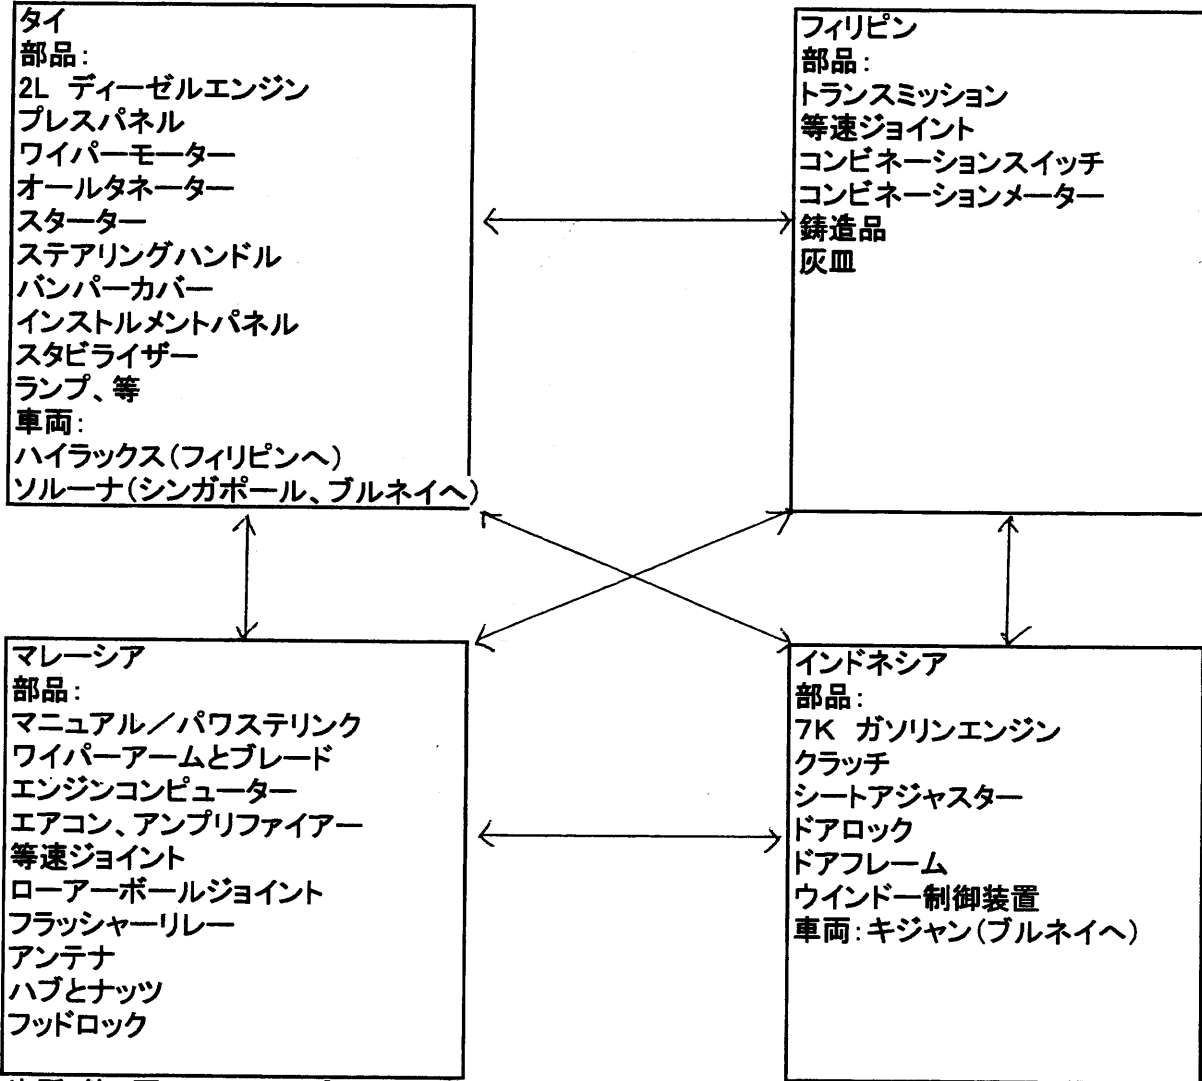 タイ
部品:
2L ディーゼルエンジン
プレスパネル
ワイパーモーター
オールタネーター
スターター
ステアリングハンドル
バンパーカバー
インストルメントパネル
スタビライザー
ランプ、等
車両:
ハイラックス(フィリピンへ)
ソルーナ(シンガポール、ブルネイへ)
フィリピン
部品:
トランスミッション
等速ジョイント
コンビネーションスイッチ
コンビネーションメーター
鋳造品
灰皿
マレーシア
部品:
マニュアル/パワステリンク
ワイパーアームとブレード
エンジンコンピューター
エアコン、アンプリファイアー
等速ジョイント
ローアーボールジョイント
フラッシャーリレー
アンテナ
ハブとナッツ
フッドロック
インドネシア
部品:
7K ガソリンエンジン
クラッチ
シートアジャスター
ドアロック
ドアフレーム
ウインドー制御装置
車両:キジャン(ブルネイへ)